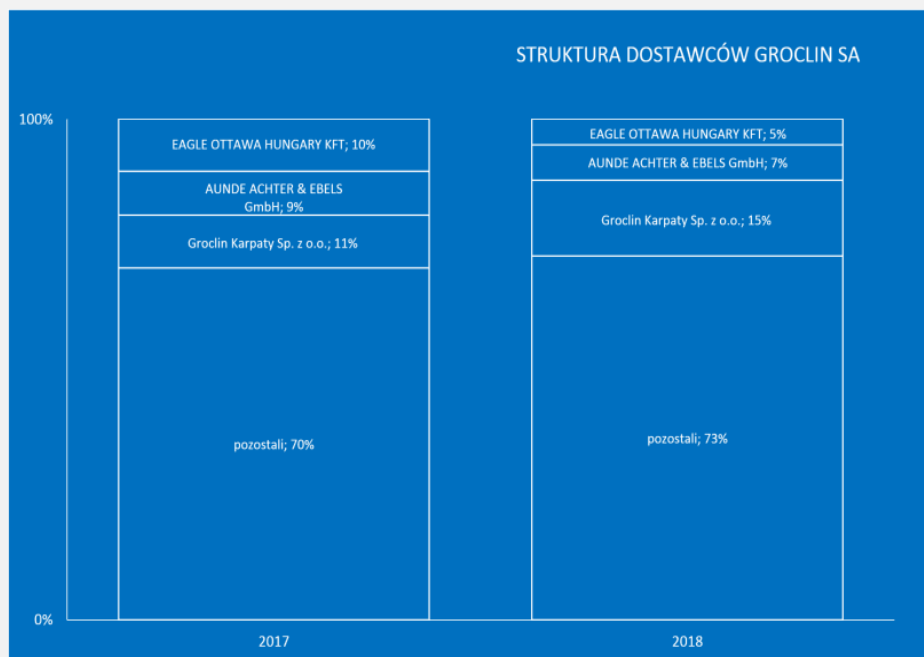 STRUKTURA DOSTAWCÓW GROCLIN SA
100%
EAGLE OTTAWA HUNGARY KFT; 10%
AUNDE ACHTER & EBELS
GmbH; 9%
Groclin Karpaty Sp. z o.o.; 11%
pozostali; 70%
EAGLE OTTAWA HUNGARY KFT; 5%
AUNDE ACHTER & EBELS GmbH; 7%
Groclin Karpaty Sp. z o.o.; 15%
pozostali; 73%
0%
2017
2018